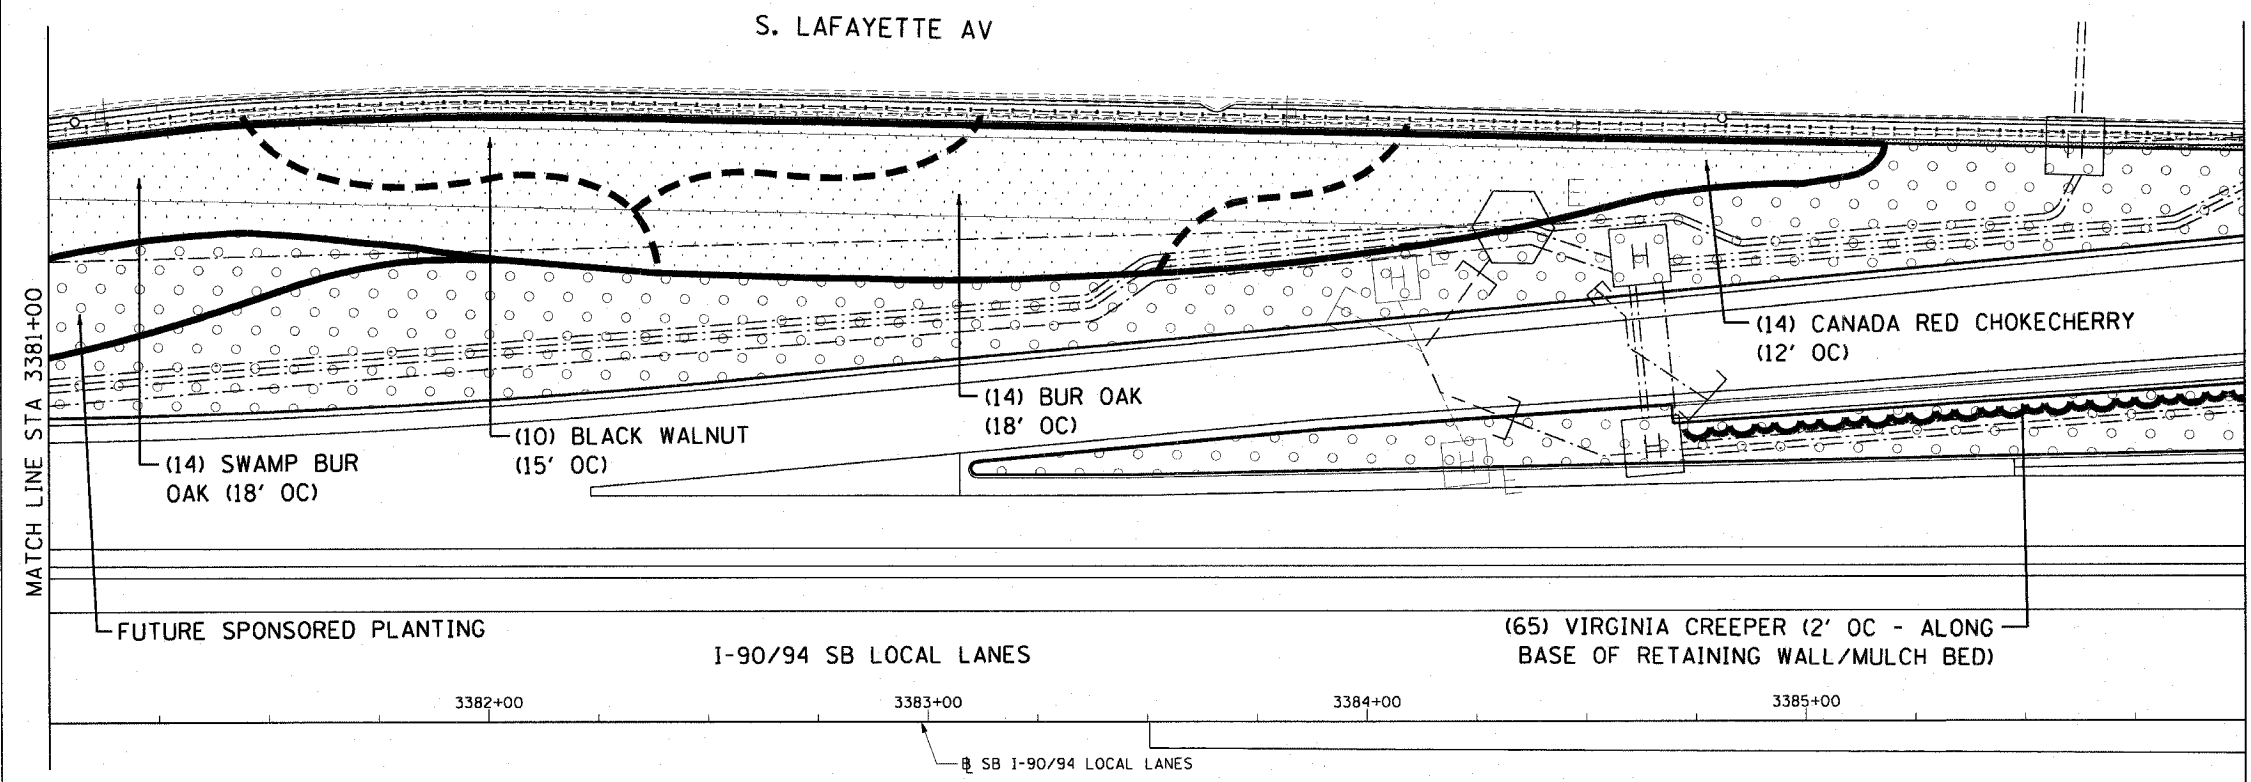 S. LAFAYETTE AV
MATCH LINE STA 3381+00
E
H
H
H
(14) CANADA RED CHOKECHERRY
(12' OC)
(14) BUR OAK
(18' OC)
(10) BLACK WALNUT
(15' OC)
(14) SWAMP BUR
OAK (18' OC)
H
H
E
FUTURE SPONSORED PLANTING
(65) VIRGINIA CREEPER (2' OC - ALONG
BASE OF RETAINING WALL/MULCH BED)
I-90/94 SB LOCAL LANES
3382+00
3383+00
3384+00
3385+00
SB I-90/94 LOCAL LANES